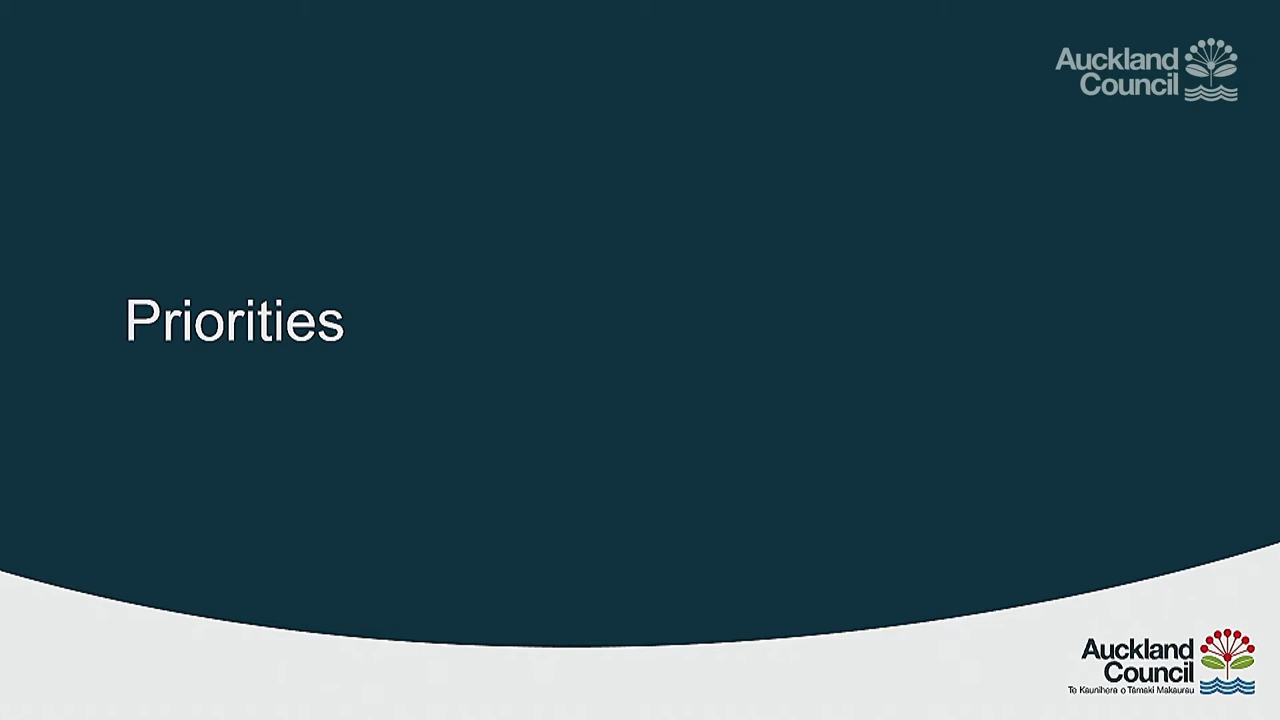 Auckland
Council
Priorities
Auckland
Council
Te Kaunihera o Tāmaki Makaurau